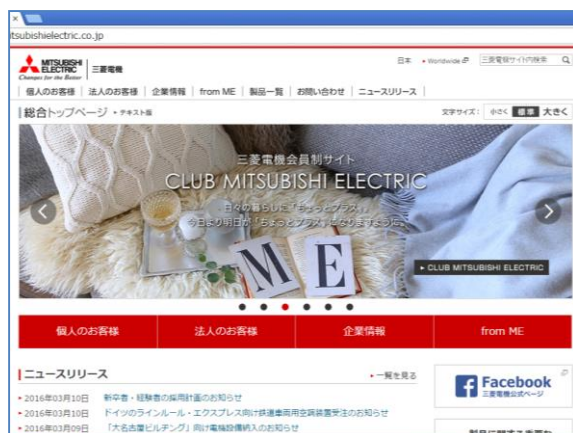 tsubishielectric.co.jp
MITSUBISHI ELECTRIC
Changes for the Better
三菱電機
日本 Worldwide 三菱電機サイト内検索
個人のお客様 法人のお客様 企業情報 from ME 製品一覧 お問い合わせ ニュースリリース
総合トップページ テキスト版
文字サイズ： 小さく 標準 大きく
三菱電機会員制サイト
CLUB MITSUBISHI ELECTRIC
日々の暮らしに「ちょっとプラス」
今日より明日が「ちょっとプラス」になりますように。
M E
CLUB MITSUBISHI ELECTRIC
個人のお客様 法人のお客様 企業情報 from ME
ニュースリリース 一覧を見る
2016年03月10日 新卒者・経験者の採用計画のお知らせ
2016年03月10日 ドイツのラインルール・エクスプレス向け鉄道車両用空調装置受注のお知らせ
2016年03月09日 「大名古屋ビルヂング」向け電機設備納入のお知らせ
Facebook
三菱電機公式ページ